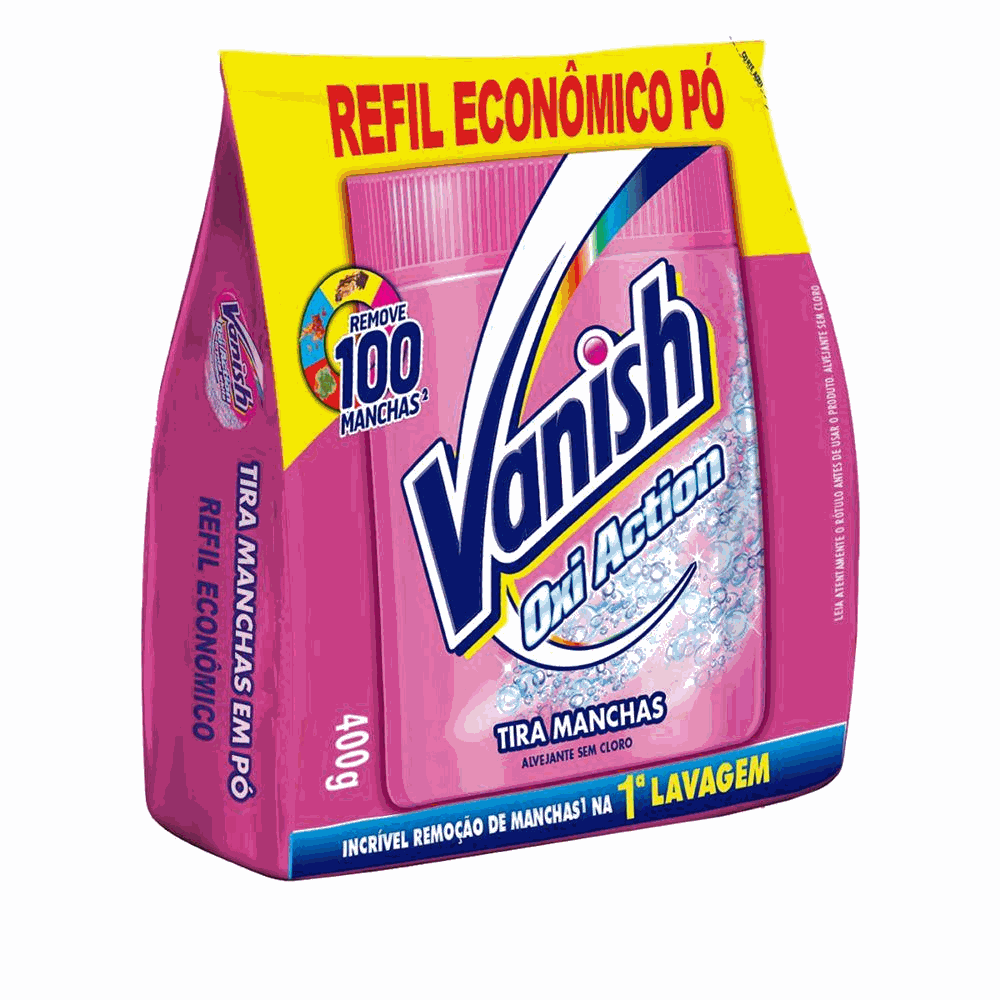 REFIL ECONÔMICO PÓ
REMOVE
100
MANCHAS²
Vanish
Oxi Action
TIRA MANCHAS
ALVEJANTE SEM CLORO
400g
INCRÍVEL REMOÇÃO DE MANCHAS¹ NA 1ª LAVAGEM
LEIA ATENTAMENTE O RÓTULO ANTES DE USAR O PRODUTO. ALVEJANTE SEM CLORO
Vanish
TIRA MANCHAS EM PÓ
REFIL ECONÔMICO